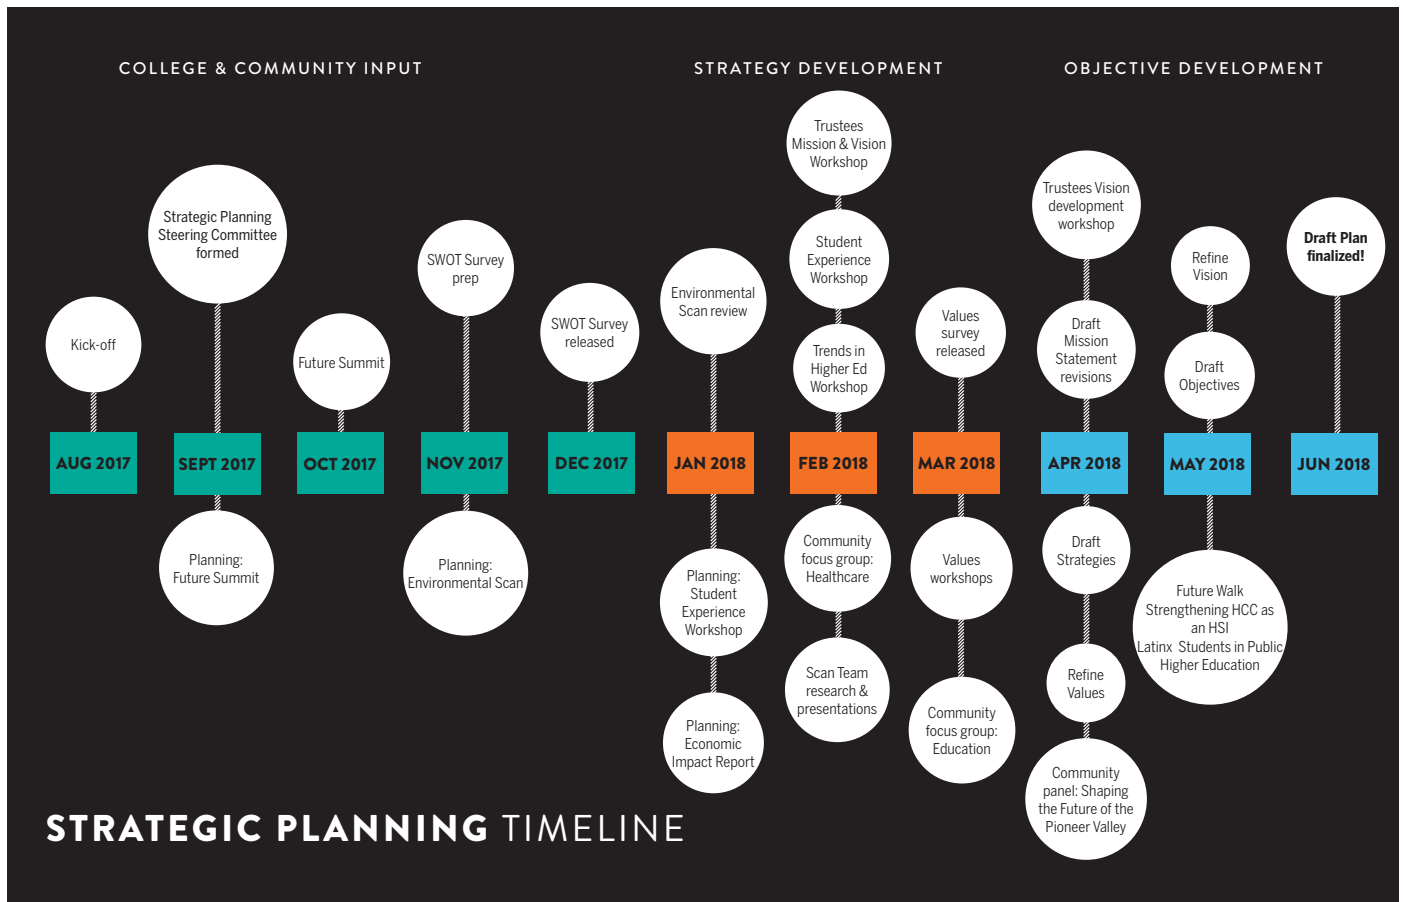 COLLEGE & COMMUNITY INPUT
STRATEGY DEVELOPMENT
OBJECTIVE DEVELOPMENT
Kick-off
AUG 2017
Strategic Planning
Steering Committee
formed
SEPT 2017
Planning:
Future Summit
Future Summit
OCT 2017
SWOT Survey
prep
NOV 2017
Planning:
Environmental Scan
SWOT Survey
released
DEC 2017
Environmental
Scan review
JAN 2018
Planning:
Student
Experience
Workshop
Planning:
Economic
Impact Report
Trustees
Mission & Vision
Workshop
Student
Experience
Workshop
Trends in
Higher Ed
Workshop
FEB 2018
Community
focus group:
Healthcare
Scan Team
research &
presentations
Values
survey
released
MAR 2018
Values
workshops
Community
focus group:
Education
Trustees Vision
development
workshop
Draft
Mission
Statement
revisions
APR 2018
Draft
Strategies
Refine
Values
Community
panel: Shaping
the Future of the
Pioneer Valley
Refine
Vision
Draft
Objectives
MAY 2018
Future Walk
Strengthening HCC as
an HSI
Latinx Students in Public
Higher Education
Draft Plan
finalized!
JUN 2018
STRATEGIC PLANNING TIMELINE